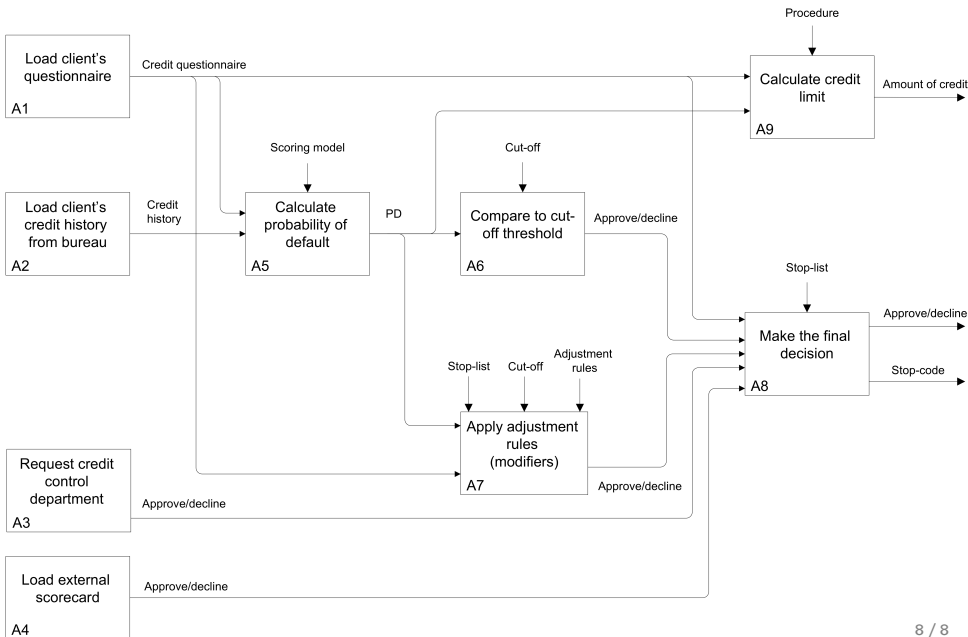 Procedure
Load client's
questionnaire
A1
Credit questionnaire
Calculate credit
limit
A9
Amount of credit
Scoring model
Cut-off
Load client's
credit history
from bureau
A2
Credit
history
Calculate
probability of
default
A5
PD
Compare to cut-
off threshold
A6
Approve/decline
Stop-list
Make the final
decision
A8
Approve/decline
Stop-code
Stop-list
Cut-off
Adjustment
rules
Apply adjustment
rules
(modifiers)
A7
Approve/decline
Request credit
control
department
A3
Approve/decline
Load external
scorecard
A4
Approve/decline
8 / 8